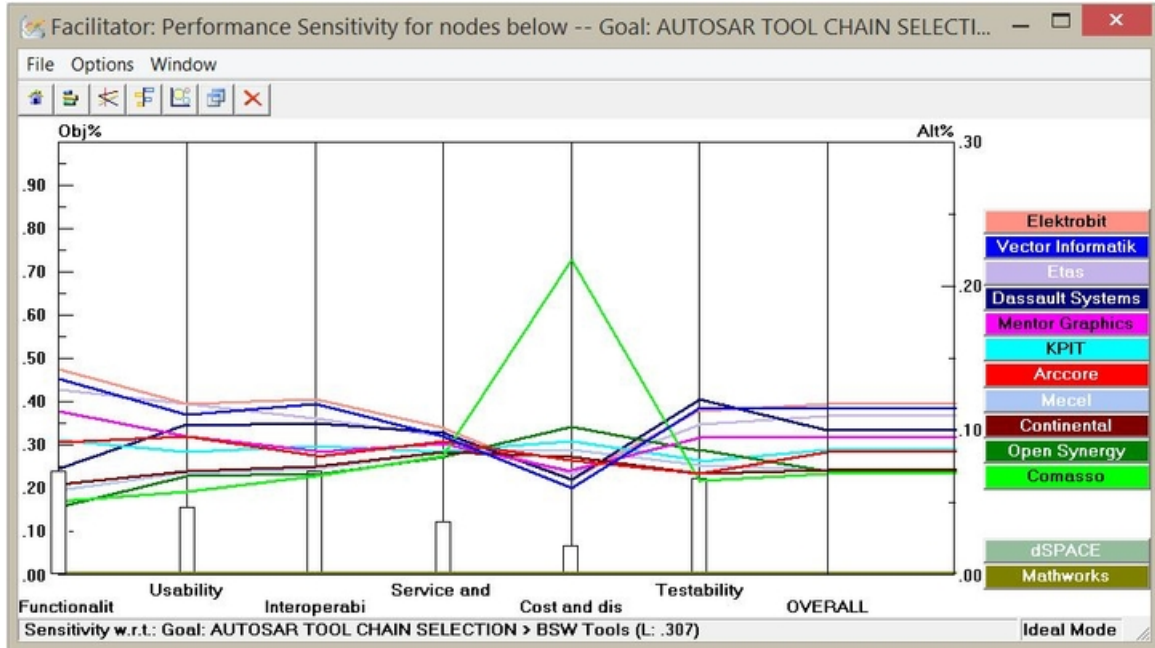 Facilitator: Performance Sensitivity for nodes below -- Goal: AUTOSAR TOOL CHAIN SELECTI...
File Options Window
Obj% Alt%
.90
.80
.70
.60
.50
.40
.30
.20
.10
.00
.30
.20
.10
.00
Elektrobit
Vector Informatik
Etas
Dassault Systems
Mentor Graphics
KPIT
Arccore
Mecel
Continental
Open Synergy
Comasso
dSPACE
Mathworks
Usability Service and Testability
Functionalit Interoperabi Cost and dis OVERALL
Sensitivity w.r.t.: Goal: AUTOSAR TOOL CHAIN SELECTION > BSW Tools (L: .307) Ideal Mode